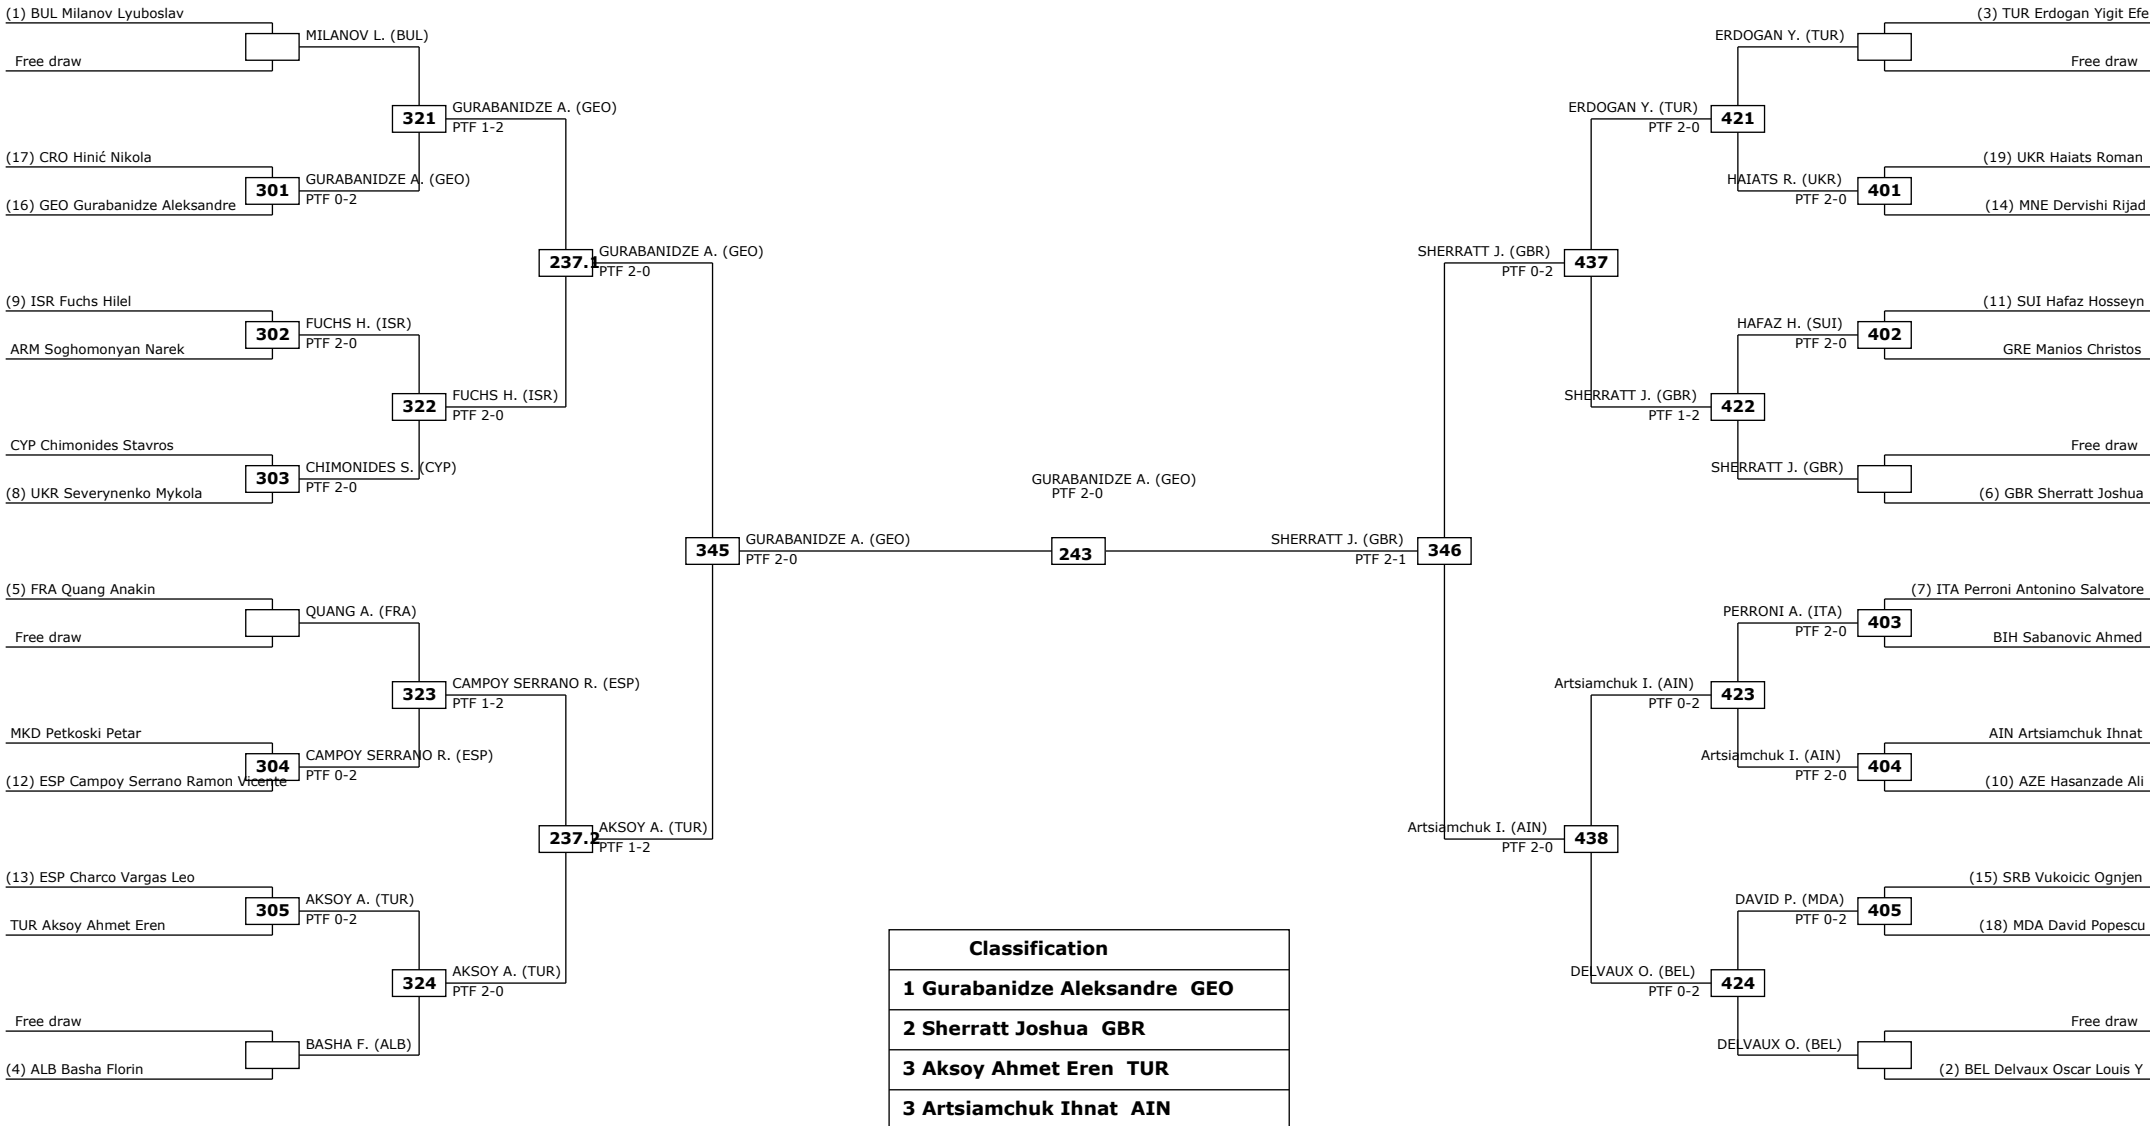 (1) BUL Milanov Lyuboslav
MILANOV L. (BUL)
Free draw
321
GURABANIDZE A. (GEO)
PTF 1-2
(17) CRO Hinić Nikola
301
GURABANIDZE A. (GEO)
PTF 0-2
(16) GEO Gurabanidze Aleksandre
237.1
GURABANIDZE A. (GEO)
PTF 2-0
(9) ISR Fuchs Hilel
302
FUCHS H. (ISR)
PTF 2-0
ARM Soghomonyan Narek
322
FUCHS H. (ISR)
PTF 2-0
CYP Chimonides Stavros
303
CHIMONIDES S. (CYP)
PTF 2-0
(8) UKR Severynenko Mykola
345
GURABANIDZE A. (GEO)
PTF 2-0
(5) FRA Quang Anakin
QUANG A. (FRA)
Free draw
323
CAMPOY SERRANO R. (ESP)
PTF 1-2
MKD Petkoski Petar
304
CAMPOY SERRANO R. (ESP)
PTF 0-2
(12) ESP Campoy Serrano Ramon Vicente
237.2
AKSOY A. (TUR)
PTF 1-2
(13) ESP Charco Vargas Leo
305
AKSOY A. (TUR)
PTF 0-2
TUR Aksoy Ahmet Eren
324
AKSOY A. (TUR)
PTF 2-0
Free draw
BASHA F. (ALB)
(4) ALB Basha Florin
GURABANIDZE A. (GEO)
PTF 2-0
243
(3) TUR Erdogan Yigit Efe
ERDOGAN Y. (TUR)
Free draw
ERDOGAN Y. (TUR)
PTF 2-0
421
(19) UKR Haiats Roman
HAIATS R. (UKR)
PTF 2-0
401
(14) MNE Dervishi Rijad
SHERRATT J. (GBR)
PTF 0-2
437
(11) SUI Hafaz Hosseyn
HAFAZ H. (SUI)
PTF 2-0
402
GRE Manios Christos
SHERRATT J. (GBR)
PTF 1-2
422
Free draw
SHERRATT J. (GBR)
(6) GBR Sherratt Joshua
SHERRATT J. (GBR)
PTF 2-1
346
(7) ITA Perroni Antonino Salvatore
PERRONI A. (ITA)
PTF 2-0
403
BIH Sabanovic Ahmed
Artsiamchuk I. (AIN)
PTF 0-2
423
AIN Artsiamchuk Ihnat
Artsiamchuk I. (AIN)
PTF 2-0
404
(10) AZE Hasanzade Ali
Artsiamchuk I. (AIN)
PTF 2-0
438
(15) SRB Vukoicic Ognjen
DAVID P. (MDA)
PTF 0-2
405
(18) MDA David Popescu
DELVAUX O. (BEL)
PTF 0-2
424
Free draw
DELVAUX O. (BEL)
(2) BEL Delvaux Oscar Louis Y
Classification
1 Gurabanidze Aleksandre GEO
2 Sherratt Joshua GBR
3 Aksoy Ahmet Eren TUR
3 Artsiamchuk Ihnat AIN